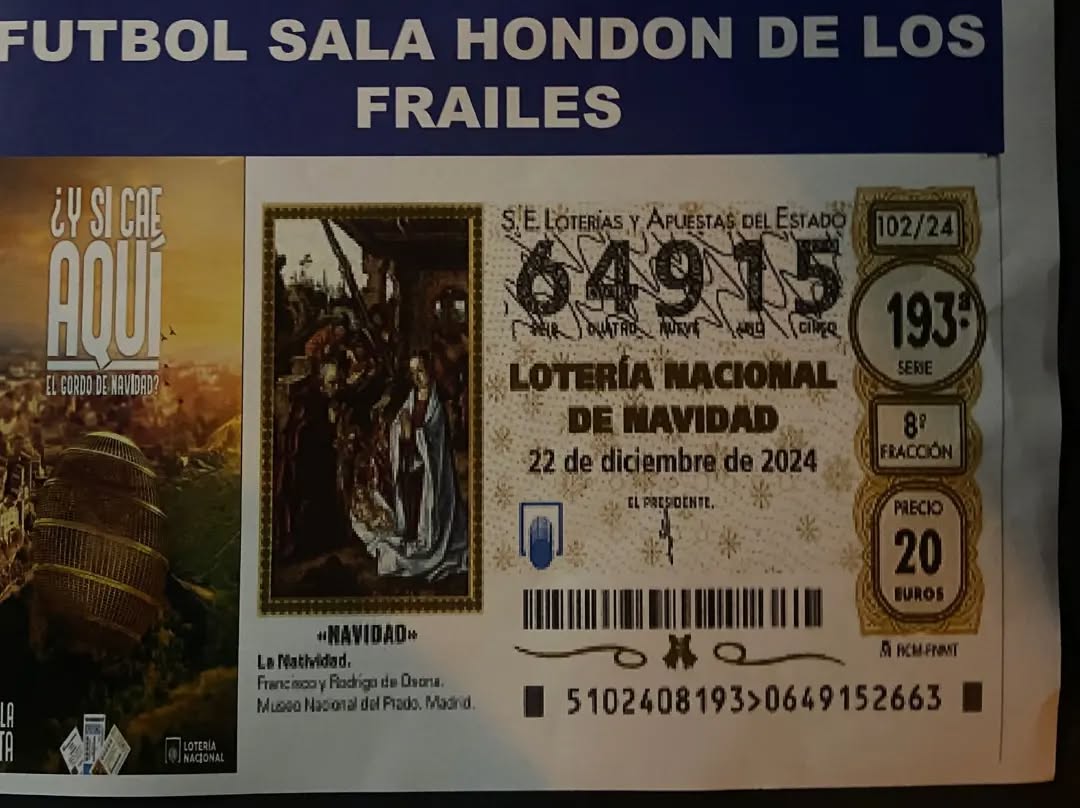 FUTBOL SALA HONDON DE LOS
FRAILES
¿Y SI CAE
AQUÍ
EL GORDO DE NAVIDAD?
LOTERÍA
NACIONAL
«NAVIDAD»
La Natividad.
Francisco y Rodrigo de Osona.
Museo Nacional del Prado. Madrid.
S.E. LOTERÍAS Y APUESTAS DEL ESTADO
64915
SEIS CUATRO NUEVE UNO CINCO
LOTERÍA NACIONAL
DE NAVIDAD
22 de diciembre de 2024
EL PRESIDENTE,
5102408193>0649152663
102/24
193ª
SERIE
8º
FRACCIÓN
PRECIO
20
EUROS
RCM-FNMT